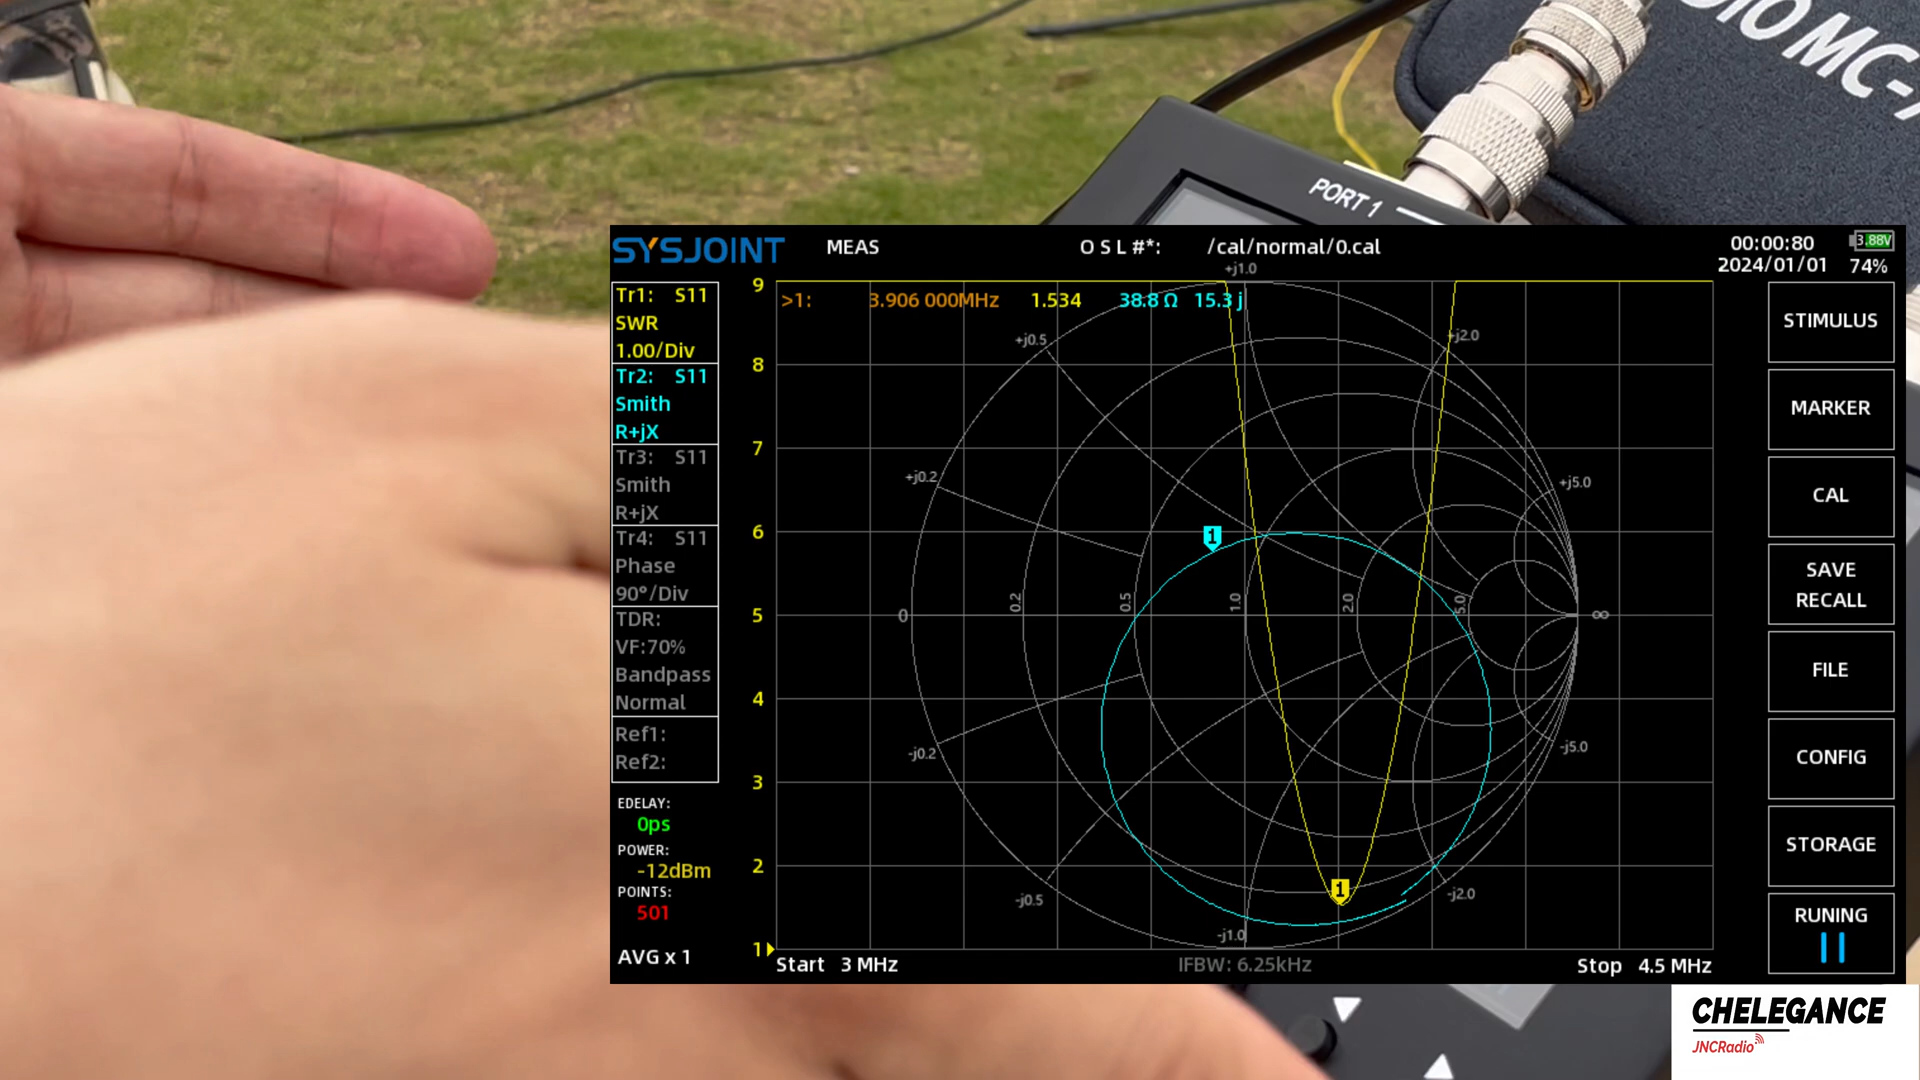 DIO MC-
PORT 1
SYSJOINT
MEAS
O S L #*:
/cal/normal/0.cal
00:00:80
2024/01/01
3.88V
74%
Tr1: S11
SWR
1.00/Div
Tr2: S11
Smith
R+jX
Tr3: S11
Smith
R+jX
Tr4: S11
Phase
90°/Div
TDR:
VF:70%
Bandpass
Normal
Ref1:
Ref2:
EDELAY:
0ps
POWER:
-12dBm
POINTS:
501
AVG x 1
9
8
7
6
5
4
3
2
1
>1: 3.906 000MHz 1.534 38.8 Ω 15.3 j
+j1.0
+j0.5
+j2.0
+j0.2
+j5.0
1
0
0.2
0.5
1.0
2.0
5.0
∞
-j0.2
-j5.0
-j0.5
-j2.0
-j1.0
1
Start 3 MHz
IFBW: 6.25kHz
Stop 4.5 MHz
STIMULUS
MARKER
CAL
SAVE
RECALL
FILE
CONFIG
STORAGE
RUNING
CHELEGANCE
JNCRadio